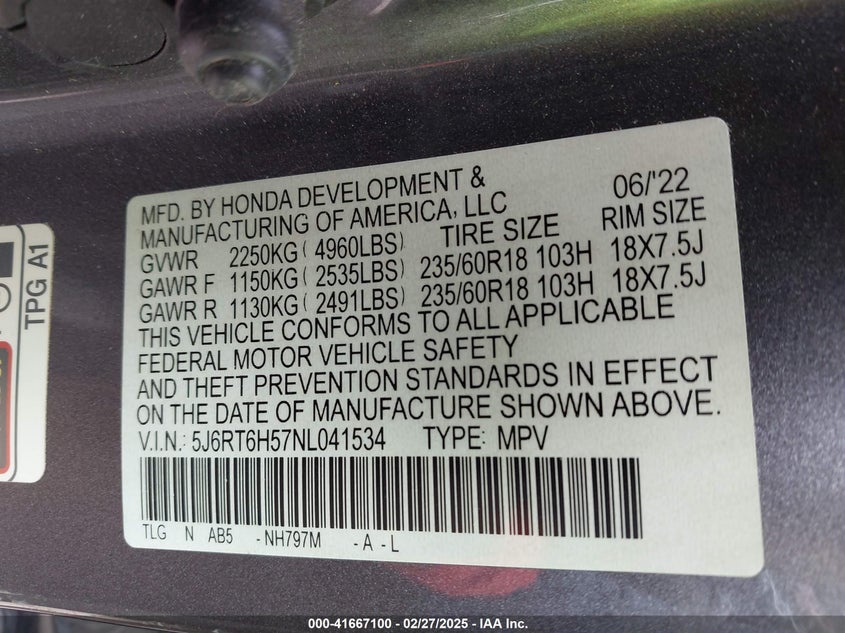 MFD. BY HONDA DEVELOPMENT & MANUFACTURING OF AMERICA, LLC 06/'22
GVWR 2250KG ( 4960LBS) TIRE SIZE RIM SIZE
GAWR F 1150KG ( 2535LBS) 235/60R18 103H 18X7.5J
GAWR R 1130KG ( 2491LBS) 235/60R18 103H 18X7.5J
THIS VEHICLE CONFORMS TO ALL APPLICABLE
FEDERAL MOTOR VEHICLE SAFETY
AND THEFT PREVENTION STANDARDS IN EFFECT
ON THE DATE OF MANUFACTURE SHOWN ABOVE.
V.I.N.: 5J6RT6H57NL041534 TYPE: MPV
TLG N AB5 -NH797M -A-L
TPG A1
000-41667100 – 02/27/2025 – IAA Inc.